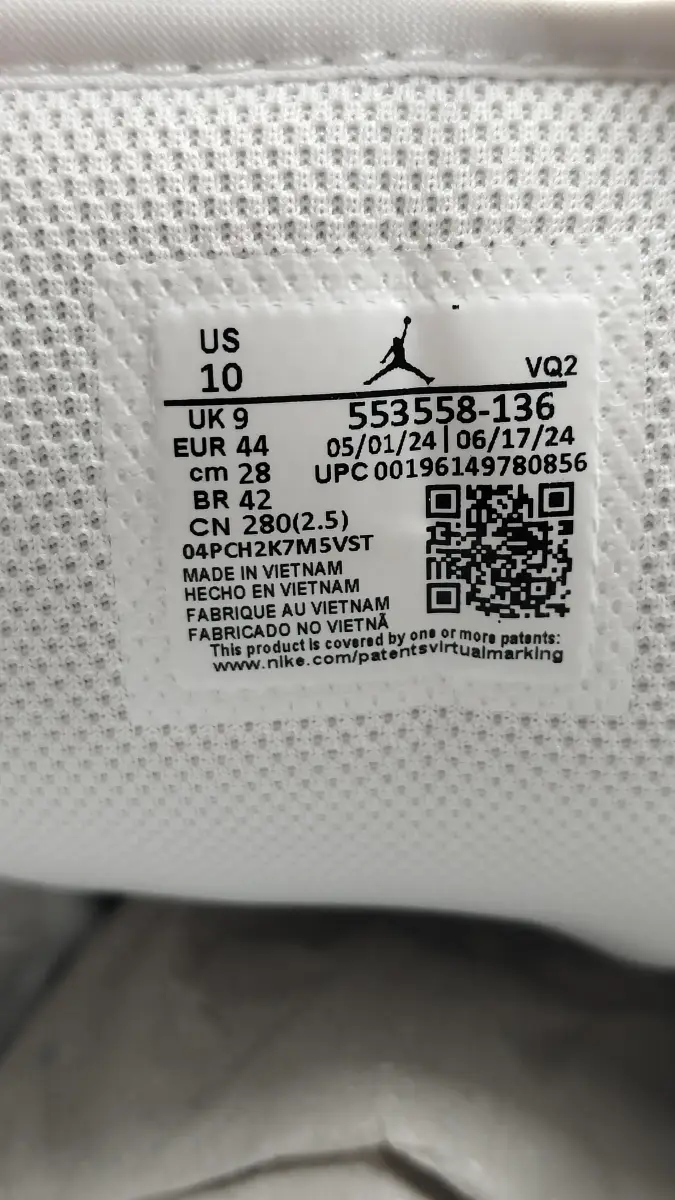 US
10
VQ2
UK 9
553558-136
EUR 44
05/01/24 | 06/17/24
cm 28
UPC 00196149780856
BR 42
CN 280(2.5)
04PCH2K7M5VST
MADE IN VIETNAM
HECHO EN VIETNAM
FABRIQUE AU VIETNAM
FABRICADO NO VIETNÃ
This product is covered by one or more patents:
www.nike.com/patentsvirtualmarking